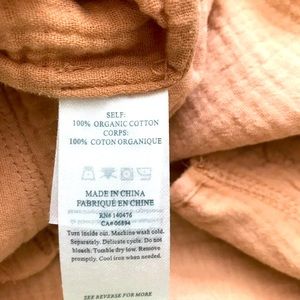 SELF:
100% ORGANIC COTTON
CORPS:
100% COTON ORGANIQUE
MADE IN CHINA
FABRIQUÉ EN CHINE
RN# 140476
CA# 06894
Turn inside out. Machine wash cold.
Separately. Delicate cycle. Do not
bleach. Tumble dry low. Remove
promptly. Cool iron when needed.
SEE REVERSE FOR MORE